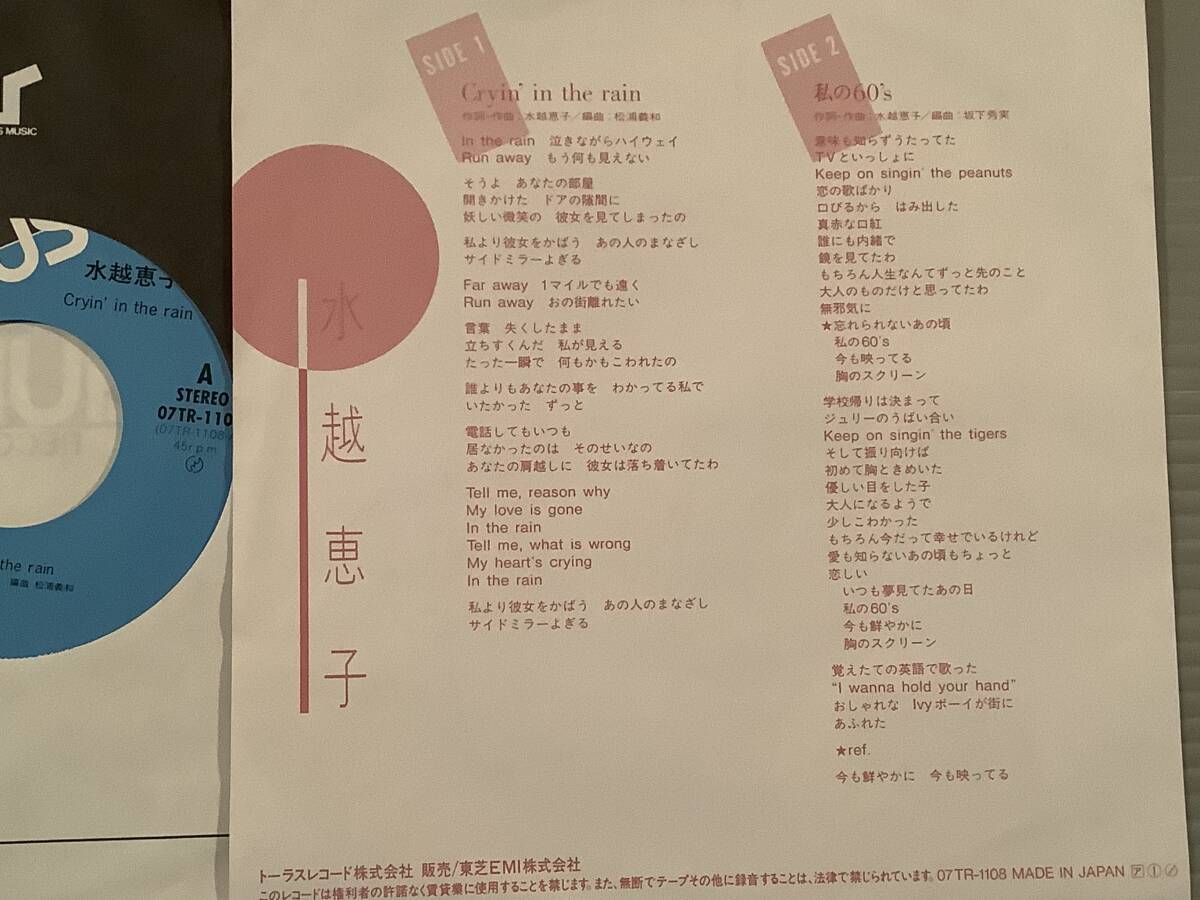 S MUSIC
水越恵子
Cryin' in the rain
A
STEREO
07TR-110
(07TR-1108
45r.p.m.
the rain
編曲 松浦義和
水越恵子
SIDE 1
Cryin' in the rain
作詞・作曲:水越恵子/編曲:松浦義和
In the rain 泣きながらハイウェイ
Run away もう何も見えない
そうよ あなたの部屋
開きかけた ドアの隙間に
妖しい微笑の 彼女を見てしまったの
私より彼女をかばう あの人のまなざし
サイドミラーよぎる
Far away 1マイルでも遠く
Run away おの街離れたい
言葉 失くしたまま
立ちすくんだ 私が見える
たった一瞬で 何もかもこわれたの
誰よりもあなたの事を わかってる私で
いたかった ずっと
電話してもいつも
居なかったのは そのせいなの
あなたの肩越しに 彼女は落ち着いてたわ
Tell me, reason why
My love is gone
In the rain
Tell me, what is wrong
My heart's crying
In the rain
私より彼女をかばう あの人のまなざし
サイドミラーよぎる
SIDE 2
私の60's
作詞・作曲:水越恵子/編曲:坂下秀実
意味も知らずうたってた
TVといっしょに
Keep on singin' the peanuts
恋の歌ばかり
口びるから はみ出した
真赤な口紅
誰にも内緒で
鏡を見てたわ
もちろん人生なんてずっと先のこと
大人のものだけと思ってたわ
無邪気に
★忘れられないあの頃
私の60's
今も映ってる
胸のスクリーン
学校帰りは決まって
ジュリーのうばい合い
Keep on singin' the tigers
そして振り向けば
初めて胸ときめいた
優しい目をした子
大人になるようで
少しこわかった
もちろん今だって幸せでいるけれど
愛も知らないあの頃もちょっと
恋しい
いつも夢見てたあの日
私の60's
今も鮮やかに
胸のスクリーン
覚えたての英語で歌った
“I wanna hold your hand”
おしゃれな Ivyボーイが街に
あふれた
★ref.
今も鮮やかに 今も映ってる
トーラスレコード株式会社 販売/東芝EMI株式会社
このレコードは権利者の許諾なく賃貸業に使用することを禁じます。また、無断でテープその他に録音することは、法律で禁じられています。07TR-1108 MADE IN JAPAN